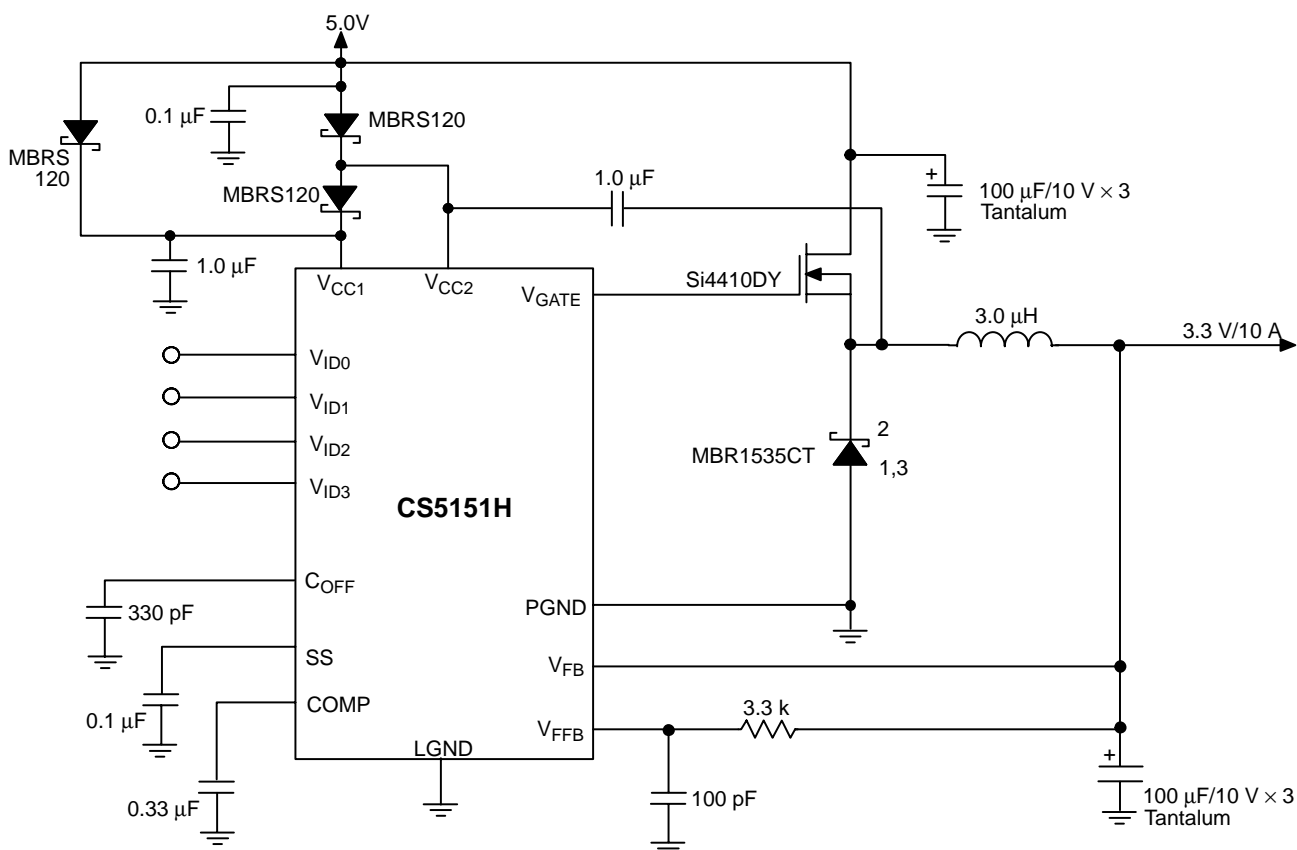 5.0V
0.1 μF
MBRS120
MBRS
120
MBRS120
1.0 μF
+
100 μF/10 V × 3
Tantalum
1.0 μF
VCC1
VCC2
VGATE
Si4410DY
3.0 μH
3.3 V/10 A
VID0
VID1
VID2
VID3
2
MBR1535CT
1,3
CS5151H
COFF
330 pF
PGND
SS
VFB
COMP
0.1 μF
3.3 k
VFFB
LGND
+
100 pF
100 μF/10 V × 3
Tantalum
0.33 μF